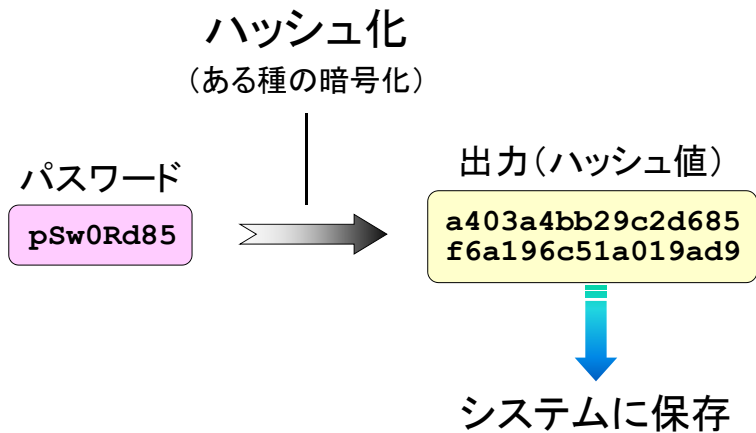 ハッシュ化
（ある種の暗号化）
パスワード
pSw0Rd85
出力（ハッシュ値）
a403a4bb29c2d685
f6a196c51a019ad9
システムに保存